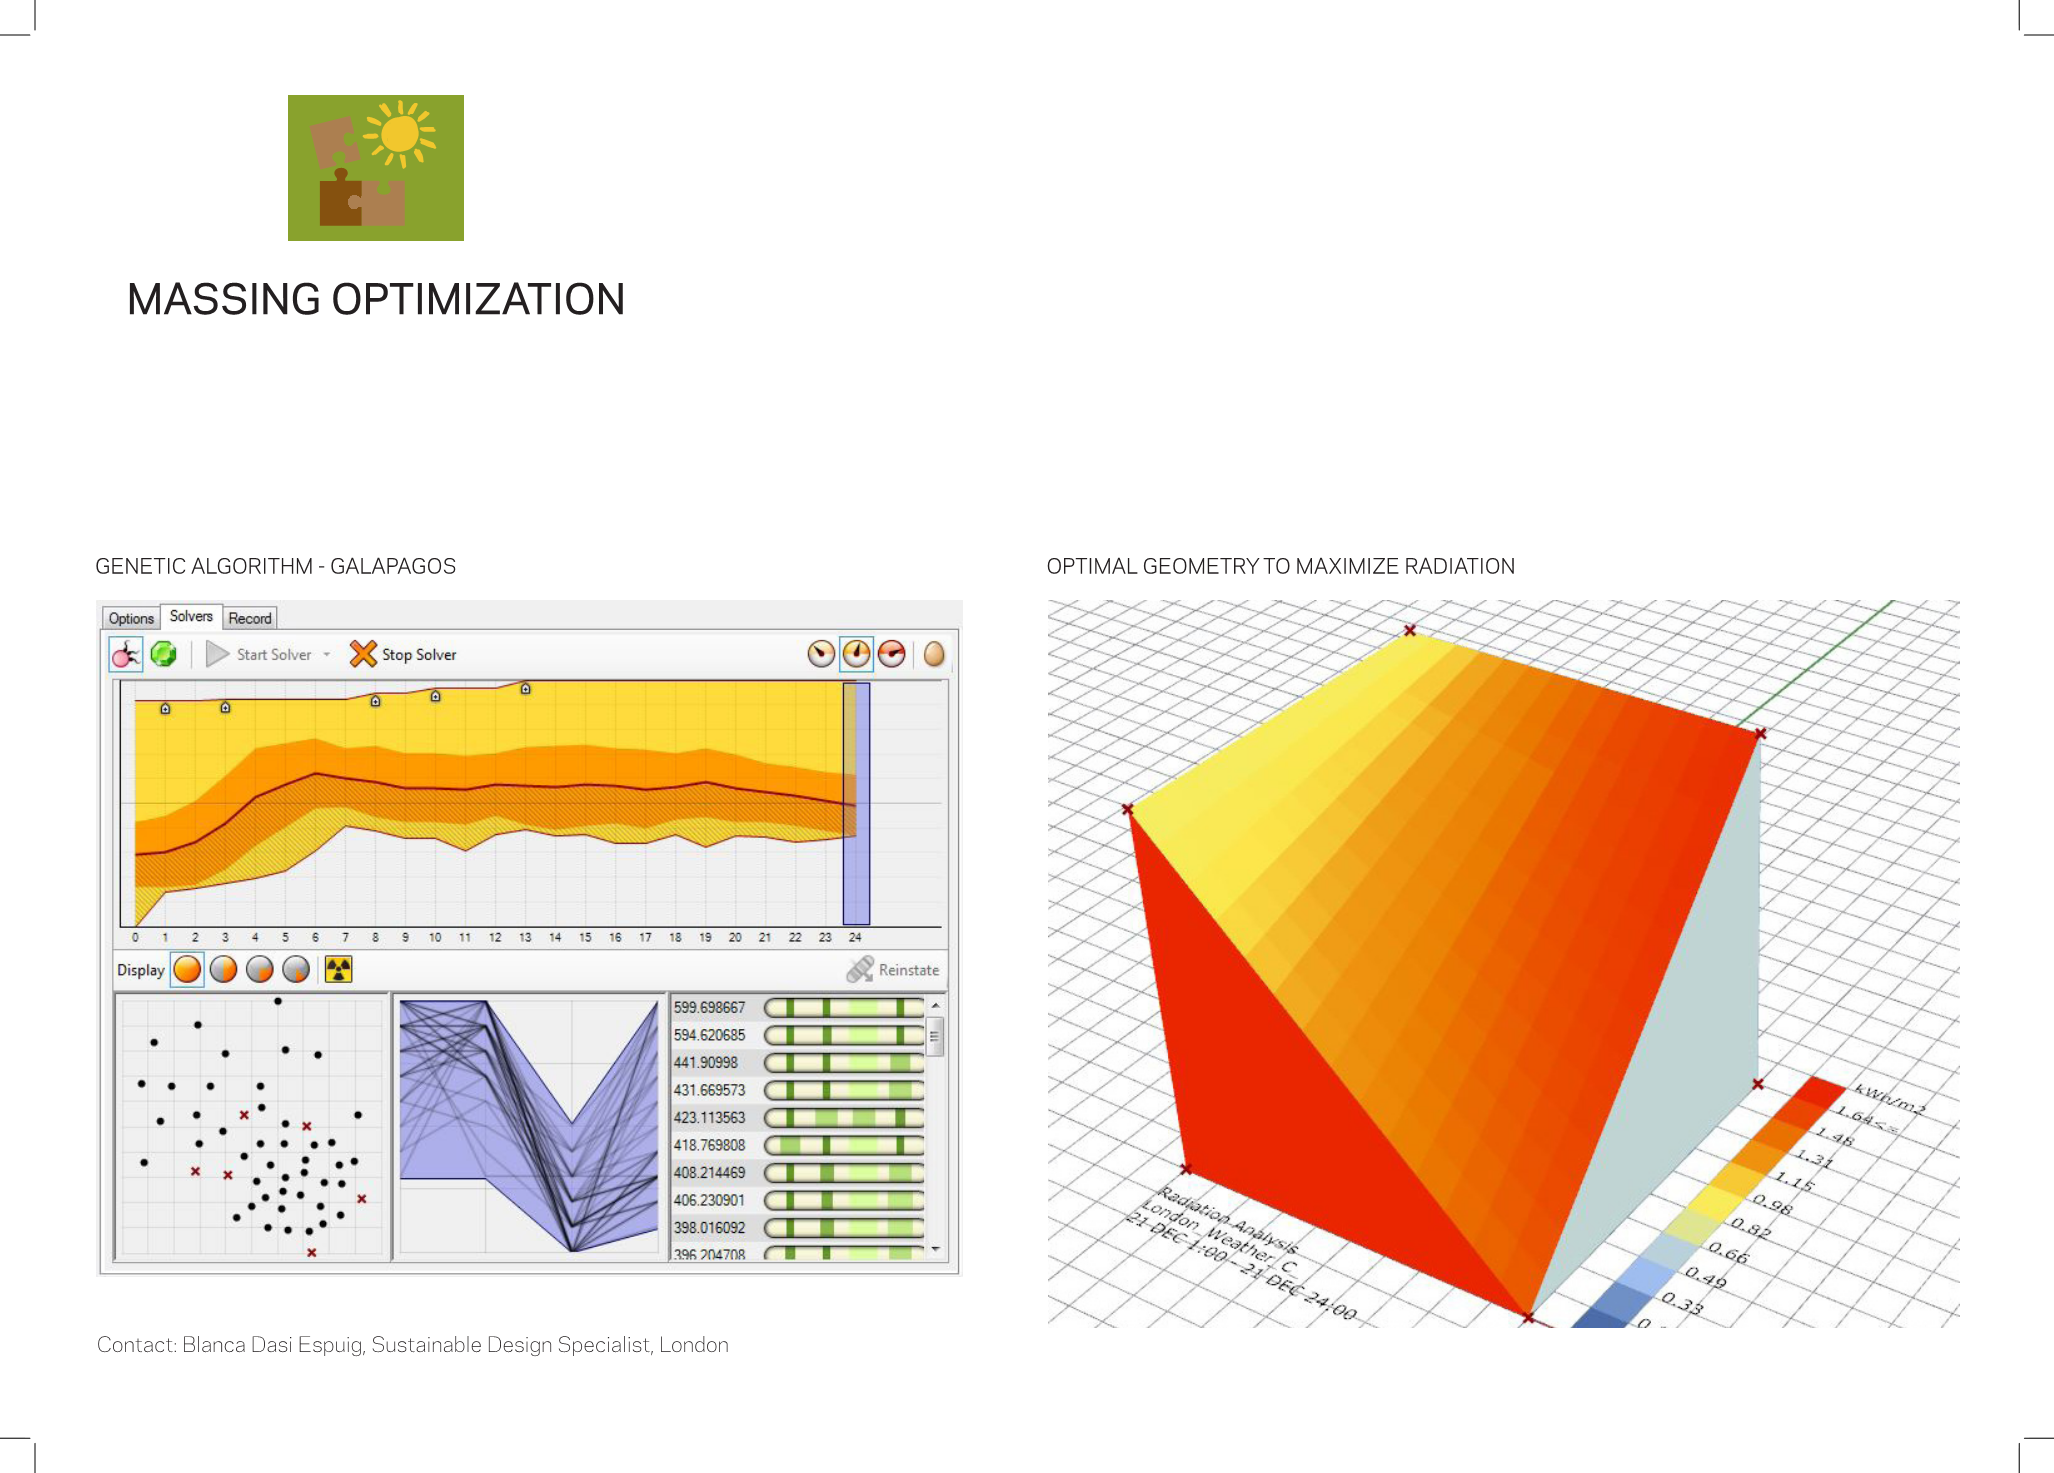 MASSING OPTIMIZATION
GENETIC ALGORITHM - GALAPAGOS
Options Solvers Record
Start Solver Stop Solver
0 1 2 3 4 5 6 7 8 9 10 11 12 13 14 15 16 17 18 19 20 21 22 23 24
Display Reinstate
599.698667
594.620685
441.90998
431.669573
423.113563
418.769808
408.214469
406.230901
398.016092
396.204708
Contact: Blanca Dasi Espuig, Sustainable Design Specialist, London
OPTIMAL GEOMETRY TO MAXIMIZE RADIATION
kWh/m2
1.64<=
1.48
1.31
1.15
0.98
0.82
0.66
0.49
0.33
Radiation Analysis
London_Weather_C_
21 DEC 1:00 - 21 DEC 24:00